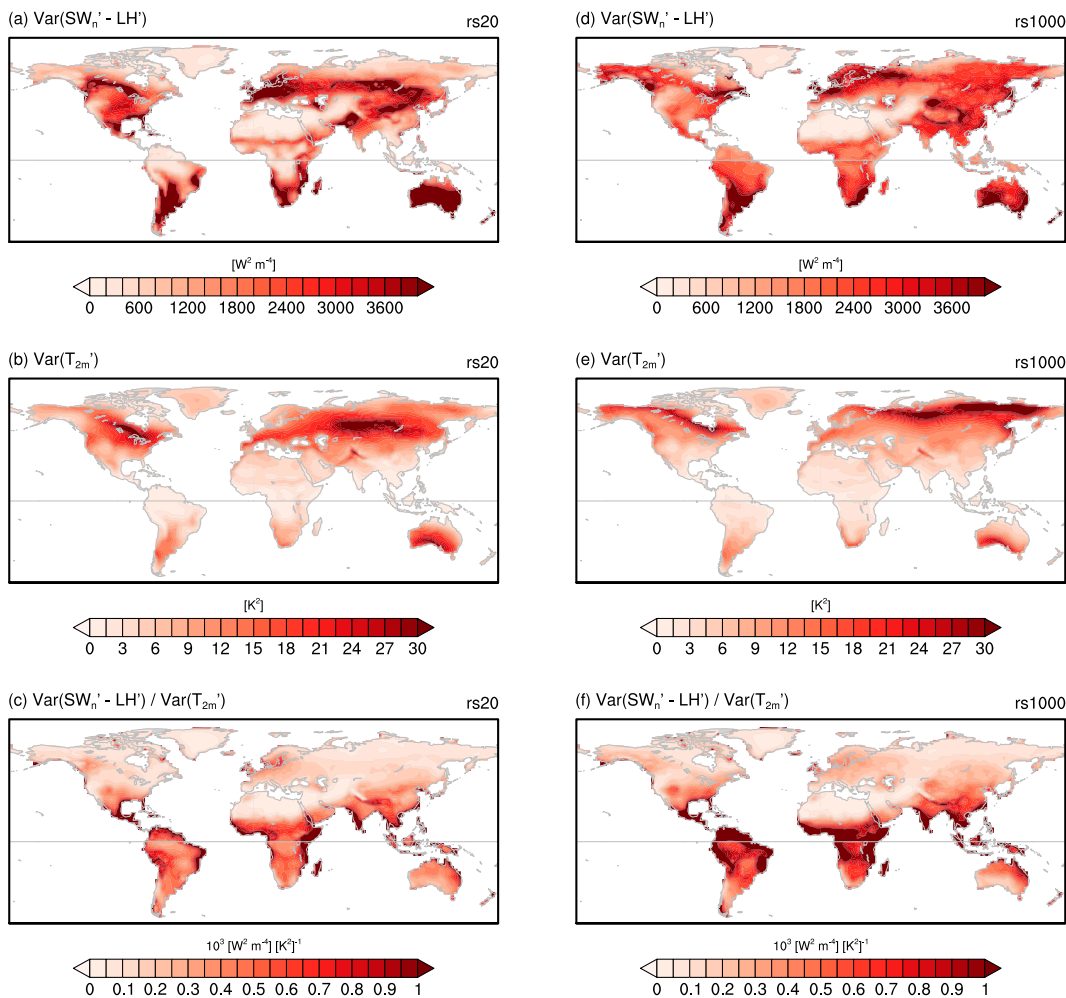 (a) Var(SWn’ - LH’) rs20
[W² m⁻⁴]
0 600 1200 1800 2400 3000 3600
(b) Var(T2m’) rs20
[K²]
0 3 6 9 12 15 18 21 24 27 30
(c) Var(SWn’ - LH’) / Var(T2m’) rs20
10³ [W² m⁻⁴] [K²]⁻¹
0 0.1 0.2 0.3 0.4 0.5 0.6 0.7 0.8 0.9 1
(d) Var(SWn’ - LH’) rs1000
[W² m⁻⁴]
0 600 1200 1800 2400 3000 3600
(e) Var(T2m’) rs1000
[K²]
0 3 6 9 12 15 18 21 24 27 30
(f) Var(SWn’ - LH’) / Var(T2m’) rs1000
10³ [W² m⁻⁴] [K²]⁻¹
0 0.1 0.2 0.3 0.4 0.5 0.6 0.7 0.8 0.9 1